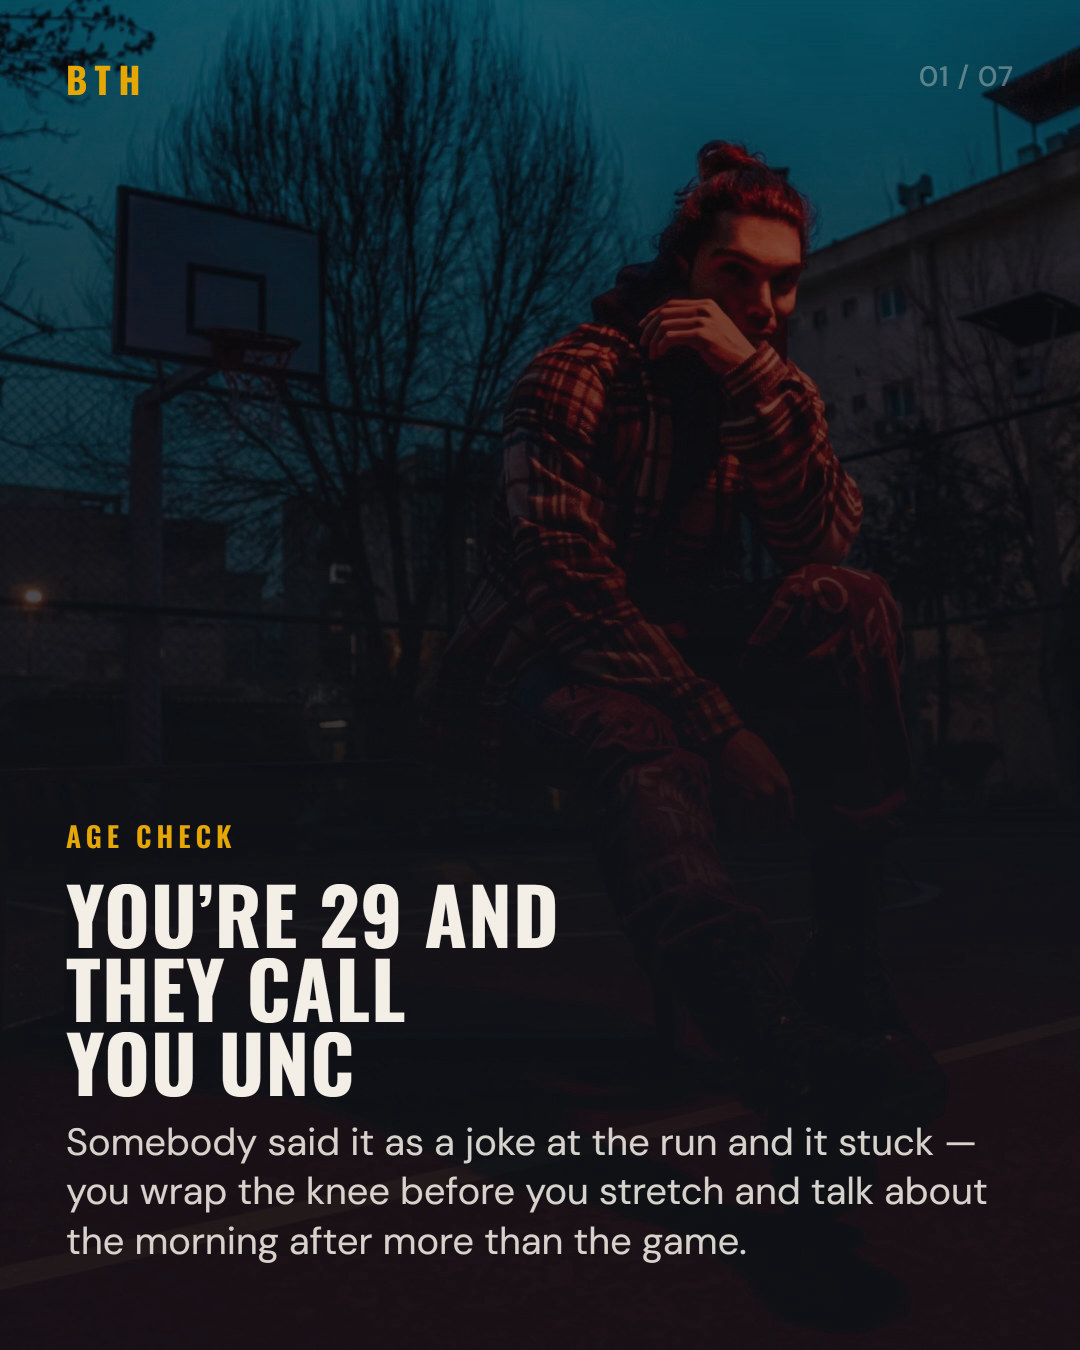 BTH
01 / 07
AGE CHECK
YOU’RE 29 AND
THEY CALL
YOU UNC
Somebody said it as a joke at the run and it stuck —
you wrap the knee before you stretch and talk about
the morning after more than the game.